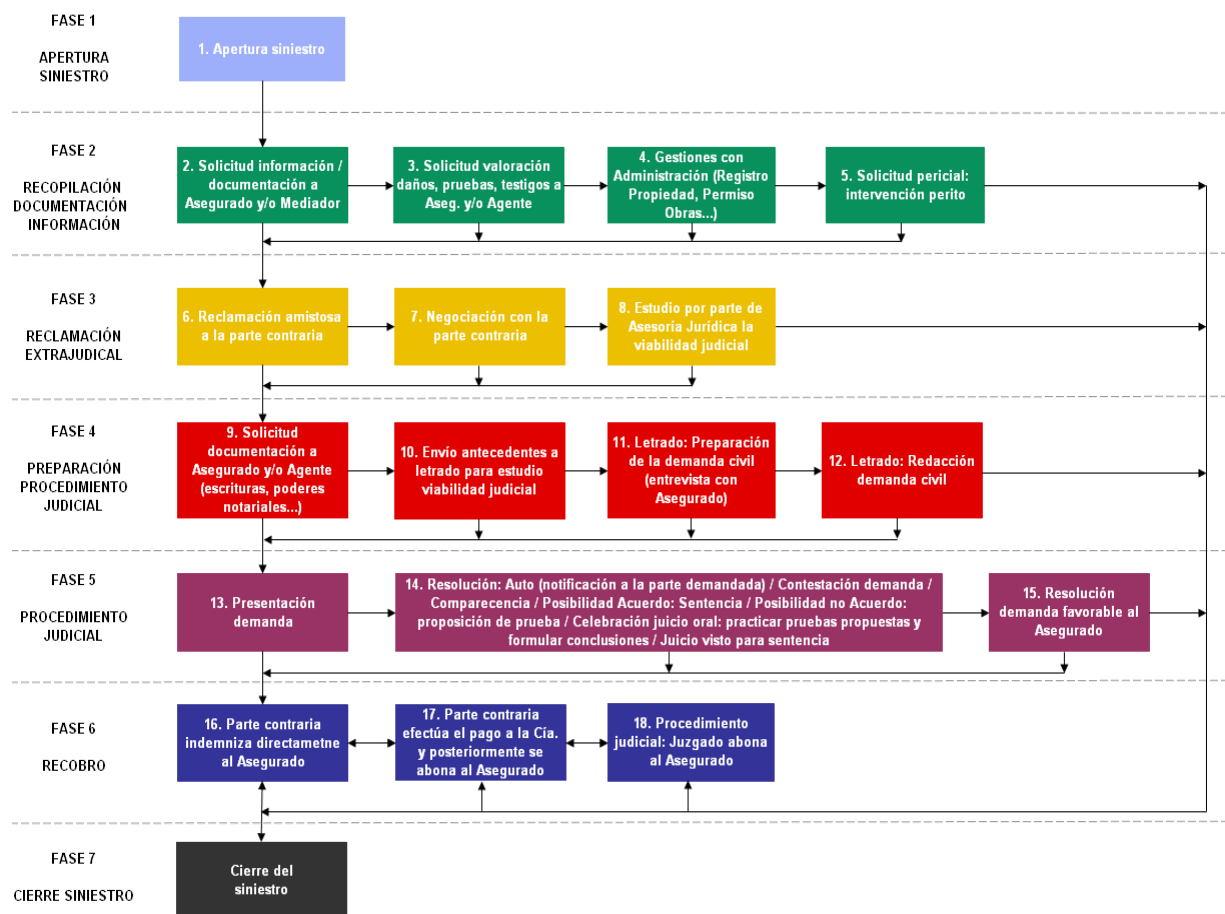 FASE 1
APERTURA
SINIESTRO
1. Apertura siniestro
FASE 2
RECOPILACIÓN
DOCUMENTACIÓN
INFORMACIÓN
2. Solicitud información /
documentación a
Asegurado y/o Mediador
3. Solicitud valoración
daños, pruebas, testigos a
Aseg. y/o Agente
4. Gestiones con
Administración (Registro
Propiedad, Permiso
Obras...)
5. Solicitud pericial:
intervención perito
FASE 3
RECLAMACIÓN
EXTRAJUDICAL
6. Reclamación amistosa
a la parte contraria
7. Negociación con la
parte contraria
8. Estudio por parte de
Asesoría Jurídica la
viabilidad judicial
FASE 4
PREPARACIÓN
PROCEDIMIENTO
JUDICIAL
9. Solicitud
documentación a
Asegurado y/o Agente
(escrituras, poderes
notariales...)
10. Envío antecedentes a
letrado para estudio
viabilidad judicial
11. Letrado: Preparación
de la demanda civil
(entrevista con
Asegurado)
12. Letrado: Redacción
demanda civil
FASE 5
PROCEDIMIENTO
JUDICIAL
13. Presentación
demanda
14. Resolución: Auto (notificación a la parte demandada) / Contestación demanda /
Comparecencia / Posibilidad Acuerdo: Sentencia / Posibilidad no Acuerdo:
proposición de prueba / Celebración juicio oral: practicar pruebas propuestas y
formular conclusiones / Juicio visto para sentencia
15. Resolución
demanda favorable al
Asegurado
FASE 6
RECOBRO
16. Parte contraria
indemniza directametne
al Asegurado
17. Parte contraria
efectúa el pago a la Cía.
y posteriormente se
abona al Asegurado
18. Procedimiento
judicial: Juzgado abona
al Asegurado
FASE 7
CIERRE SINIESTRO
Cierre del
siniestro